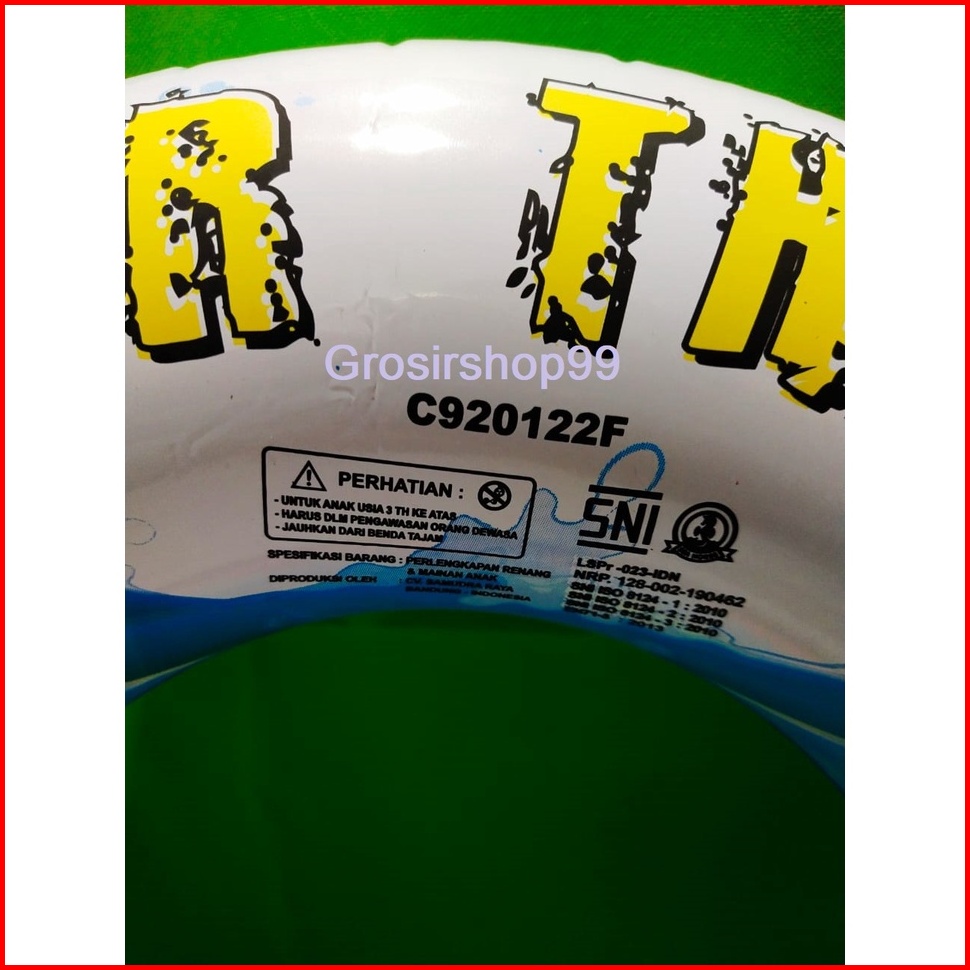 R TH
Grosirshop99
C920122F
PERHATIAN :
- UNTUK ANAK USIA 3 TH KE ATAS
- HARUS DLM PENGAWASAN ORANG DEWASA
- JAUHKAN DARI BENDA TAJAM
SPESIFIKASI BARANG : PERLENGKAPAN RENANG
& MAINAN ANAK
DIPRODUKSI OLEH : CV. SAMUDRA RAYA
BANDUNG - INDONESIA
SNI
LSPr -023-IDN
NRP. 128-002-190462
SNI ISO 8124 - 1 : 2010
SNI ISO 8124 - 2 : 2010
SNI ISO 8124 - 3 : 2010
: 2013